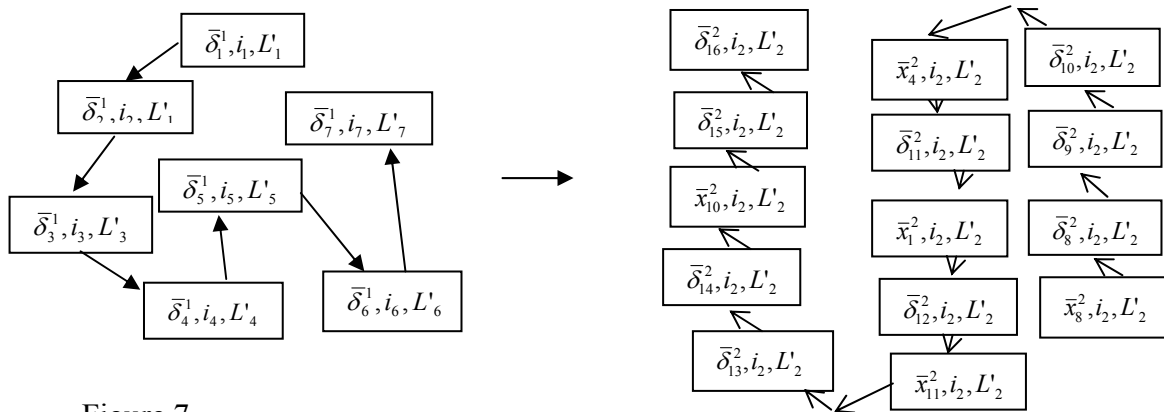 δ̄₁¹, i₁, L'₁
δ̄₂¹, i₂, L'₁
δ̄₃¹, i₃, L'₃
δ̄₄¹, i₄, L'₄
δ̄₅¹, i₅, L'₅
δ̄₆¹, i₆, L'₆
δ̄₇¹, i₇, L'₇
x̄₈², i₂, L'₂
δ̄₈², i₂, L'₂
δ̄₉², i₂, L'₂
δ̄₁₀², i₂, L'₂
x̄₄², i₂, L'₂
δ̄₁₁², i₂, L'₂
x̄₁², i₂, L'₂
δ̄₁₂², i₂, L'₂
x̄₁₁², i₂, L'₂
δ̄₁₃², i₂, L'₂
δ̄₁₄², i₂, L'₂
x̄₁₀², i₂, L'₂
δ̄₁₅², i₂, L'₂
δ̄₁₆², i₂, L'₂
Figure 7